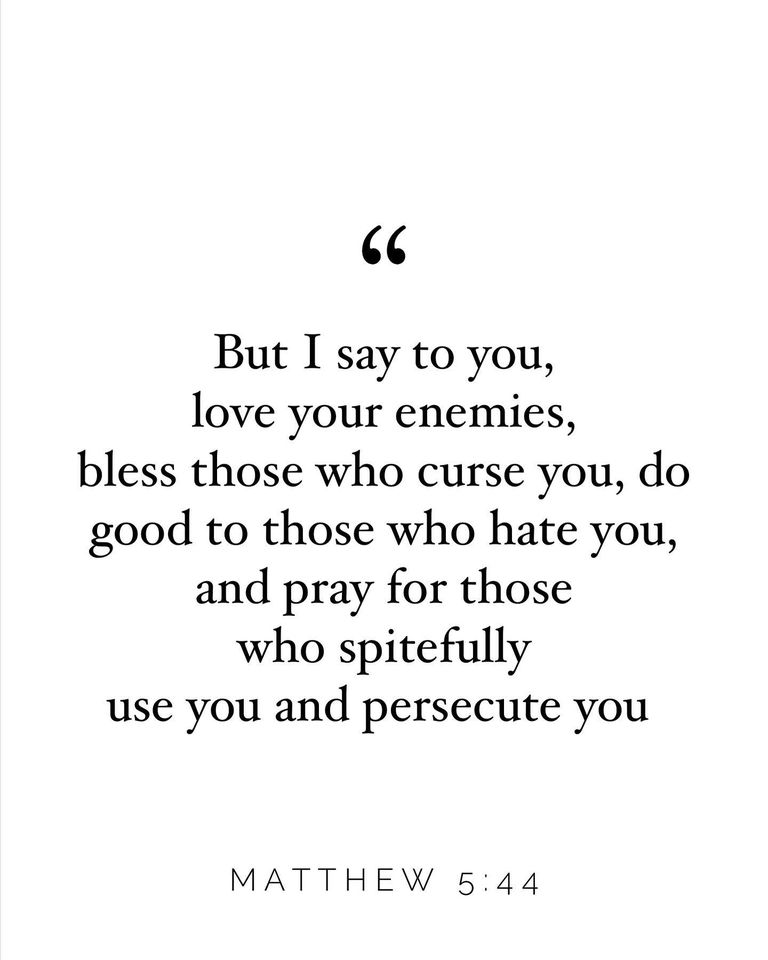 “
But I say to you,
love your enemies,
bless those who curse you, do
good to those who hate you,
and pray for those
who spitefully
use you and persecute you
MATTHEW 5:44